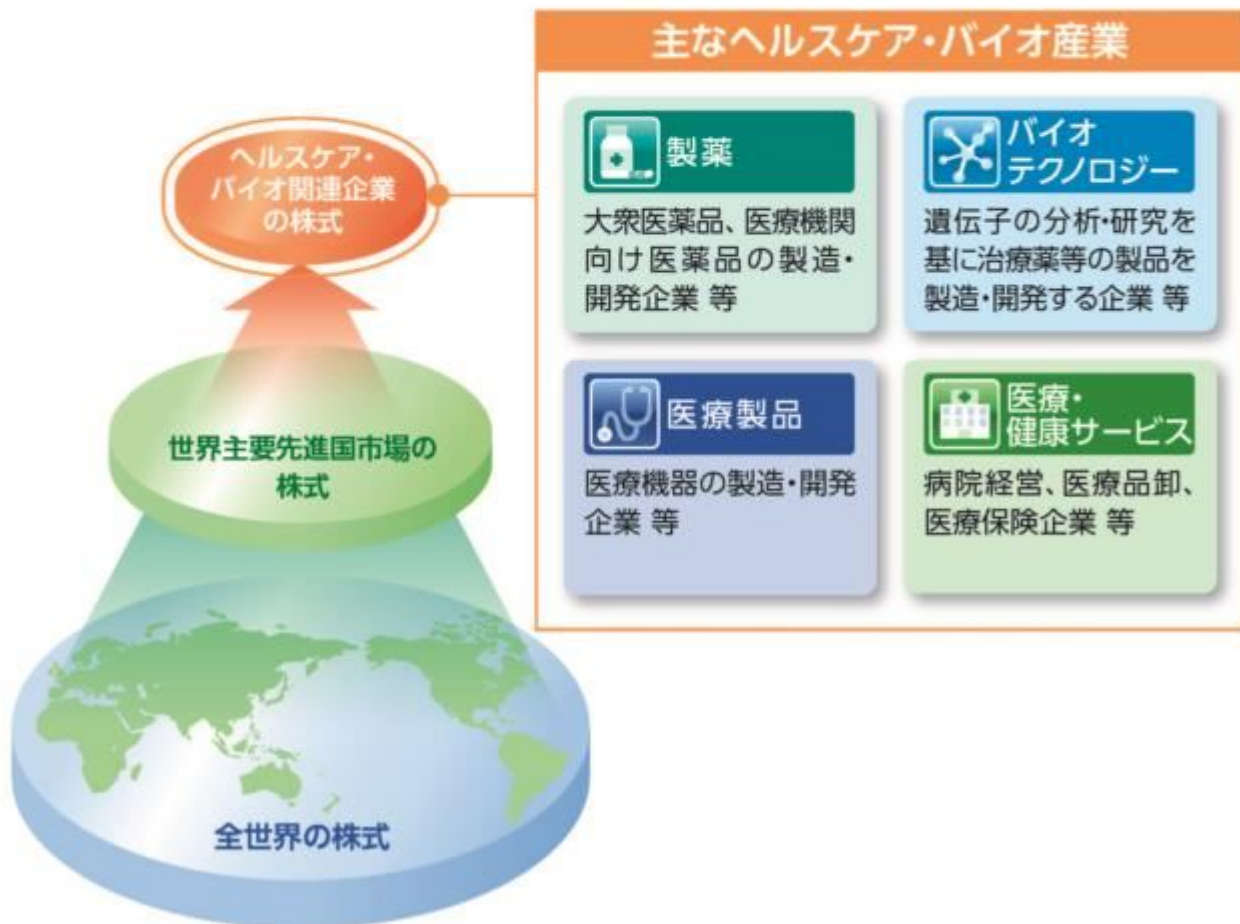 主なヘルスケア・バイオ産業
ヘルスケア・
バイオ関連企業
の株式
製薬
大衆医薬品、医療機関
向け医薬品の製造・
開発企業 等
バイオ
テクノロジー
遺伝子の分析・研究を
基に治療薬等の製品を
製造・開発する企業 等
医療製品
医療機器の製造・開発
企業 等
医療・
健康サービス
病院経営、医療品卸、
医療保険企業 等
世界主要先進国市場の
株式
全世界の株式